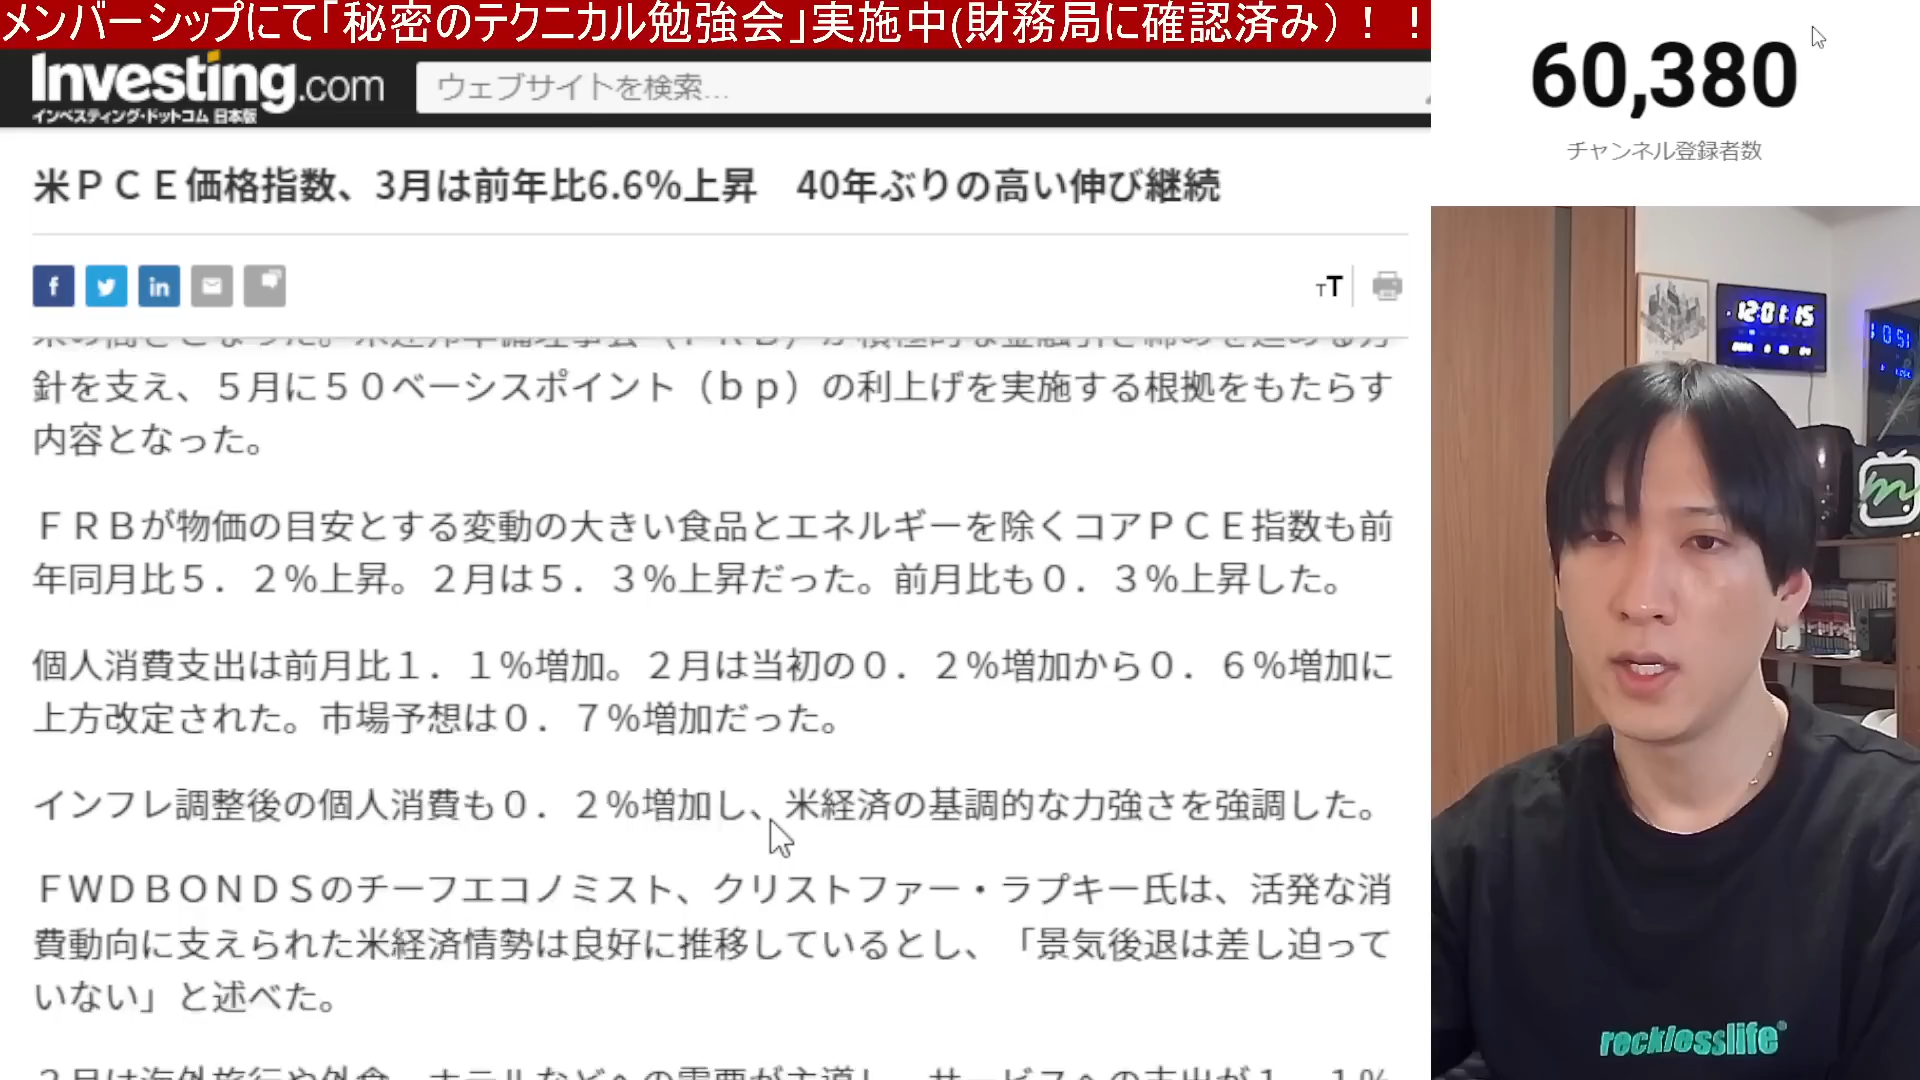 メンバーシップにて「秘密のテクニカル勉強会」実施中(財務局に確認済み）！！
Investing.com
インベスティング・ドットコム 日本版
ウェブサイトを検索...
60,380
チャンネル登録者数
米ＰＣＥ価格指数、3月は前年比6.6%上昇　40年ぶりの高い伸び継続
f
in
TT
針を支え、５月に５０ベーシスポイント（ｂｐ）の利上げを実施する根拠をもたらす
内容となった。
ＦＲＢが物価の目安とする変動の大きい食品とエネルギーを除くコアＰＣＥ指数も前
年同月比５．２％上昇。２月は５．３％上昇だった。前月比も０．３％上昇した。
個人消費支出は前月比１．１％増加。２月は当初の０．２％増加から０．６％増加に
上方改定された。市場予想は０．７％増加だった。
インフレ調整後の個人消費も０．２％増加し、米経済の基調的な力強さを強調した。
ＦＷＤＢＯＮＤＳのチーフエコノミスト、クリストファー・ラプキー氏は、活発な消
費動向に支えられた米経済情勢は良好に推移しているとし、「景気後退は差し迫って
いない」と述べた。
12:01:15
recklesslife